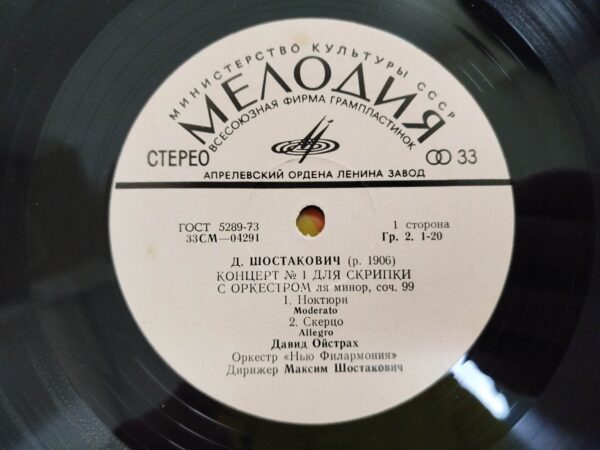 МИНИСТЕРСТВО КУЛЬТУРЫ СССР
МЕЛОДИЯ
ВСЕСОЮЗНАЯ ФИРМА ГРАМПЛАСТИНОК
СТЕРЕО 33
АПРЕЛЕВСКИЙ ОРДЕНА ЛЕНИНА ЗАВОД
ГОСТ 5289-73 1 сторона
33СМ—04291 Гр. 2. 1-20
Д. ШОСТАКОВИЧ (р. 1906)
КОНЦЕРТ № 1 ДЛЯ СКРИПКИ
С ОРКЕСТРОМ ля минор, соч. 99
1. Ноктюрн
Moderato
2. Скерцо
Allegro
Давид Ойстрах
Оркестр «Нью Филармония»
Дирижер Максим Шостакович